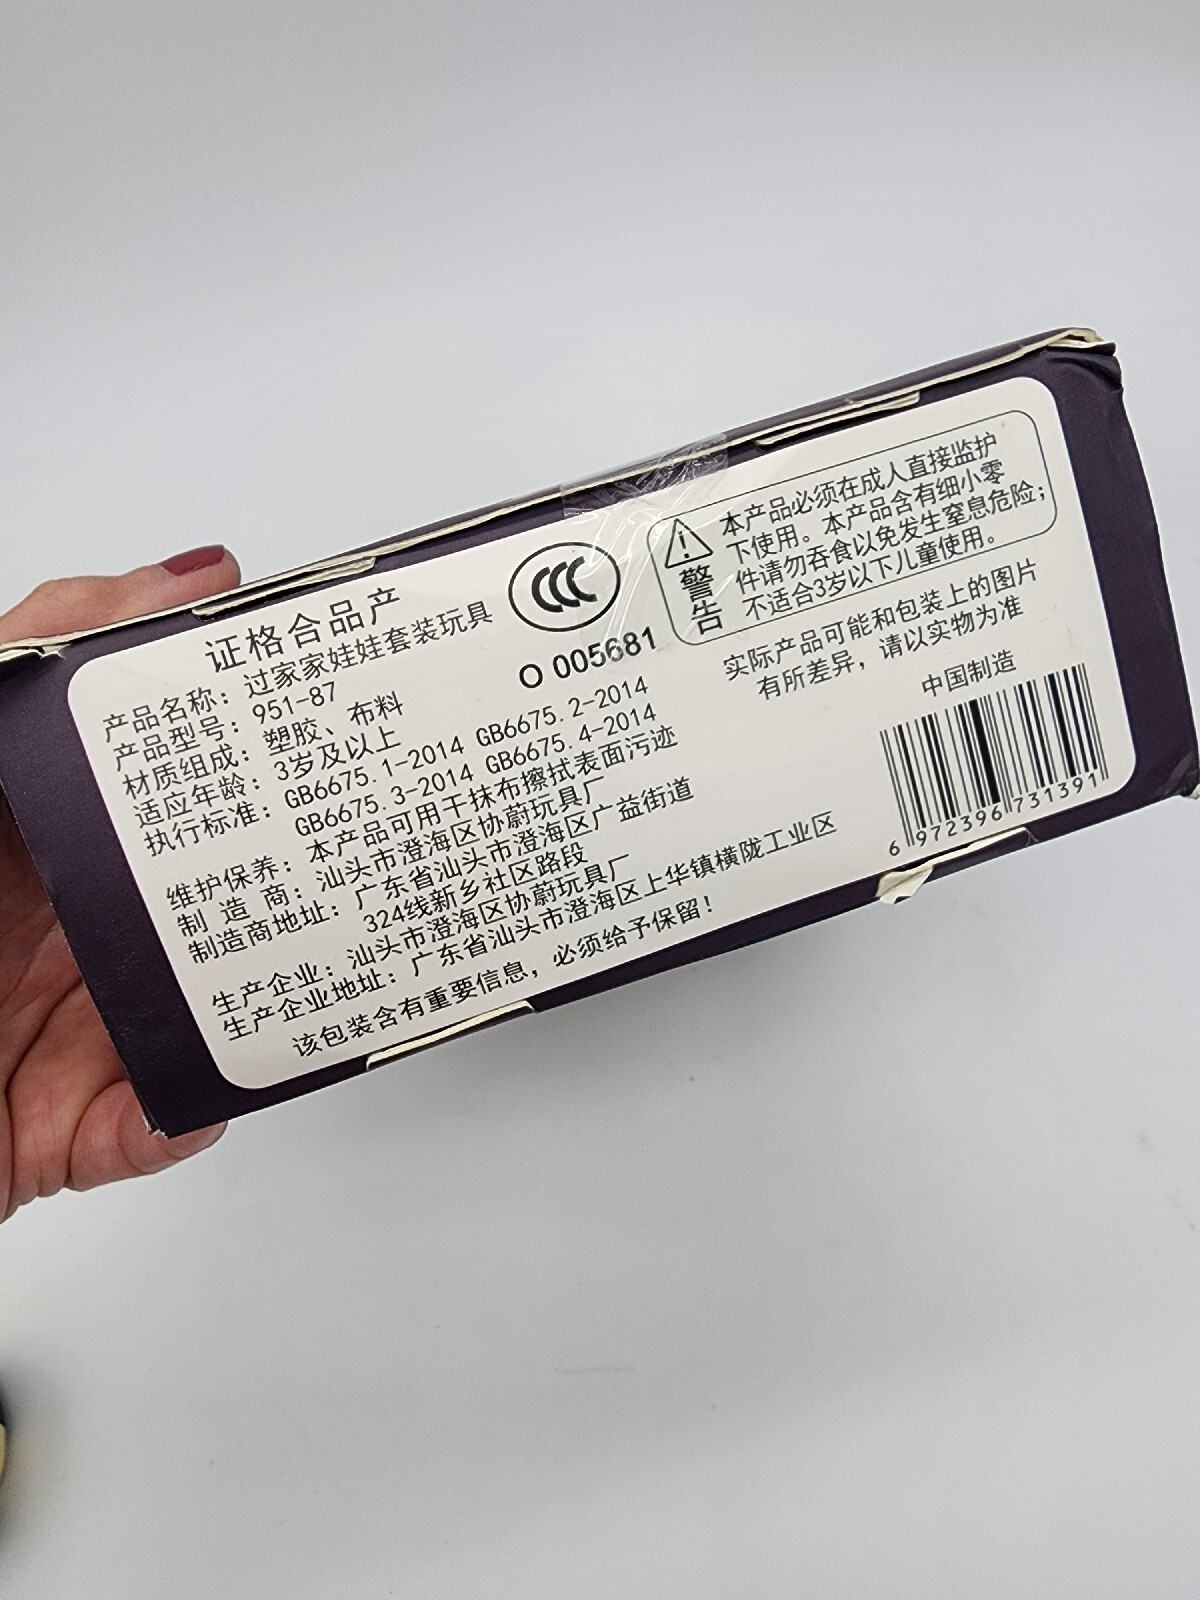 证格合品产
产品名称：过家家娃娃套装玩具
产品型号：951-87
材质组成：塑胶、布料
适应年龄：3岁及以上
执行标准：GB6675.1-2014 GB6675.2-2014
GB6675.3-2014 GB6675.4-2014
维护保养：本产品可用干抹布擦拭表面污迹
制 造 商：汕头市澄海区协蔚玩具厂
制造商地址：广东省汕头市澄海区广益街道
324线新乡社区路段
生产企业：汕头市澄海区协蔚玩具厂
生产企业地址：广东省汕头市澄海区上华镇横陇工业区
该包装含有重要信息，必须给予保留！
CCC
O 005681
警告
本产品必须在成人直接监护
下使用。本产品含有细小零
件请勿吞食以免发生窒息危险；
不适合3岁以下儿童使用。
实际产品可能和包装上的图片
有所差异，请以实物为准
中国制造
6 972396 731391